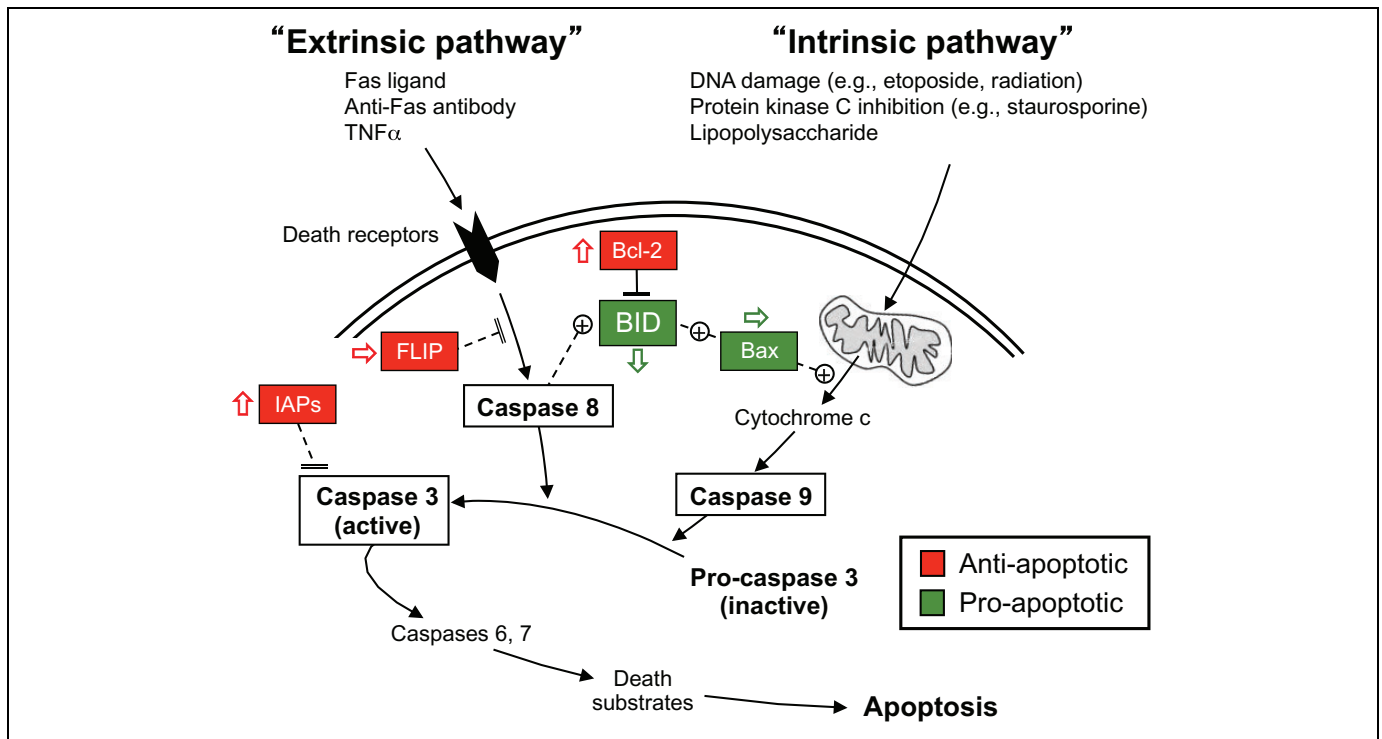 “Extrinsic pathway”
“Intrinsic pathway”
Fas ligand
Anti-Fas antibody
TNFα
DNA damage (e.g., etoposide, radiation)
Protein kinase C inhibition (e.g., staurosporine)
Lipopolysaccharide
Death receptors
Bcl-2
BID
FLIP
Bax
IAPs
Caspase 8
Cytochrome c
Caspase 3
(active)
Caspase 9
Pro-caspase 3
(inactive)
Anti-apoptotic
Pro-apoptotic
Caspases 6, 7
Death
substrates
Apoptosis